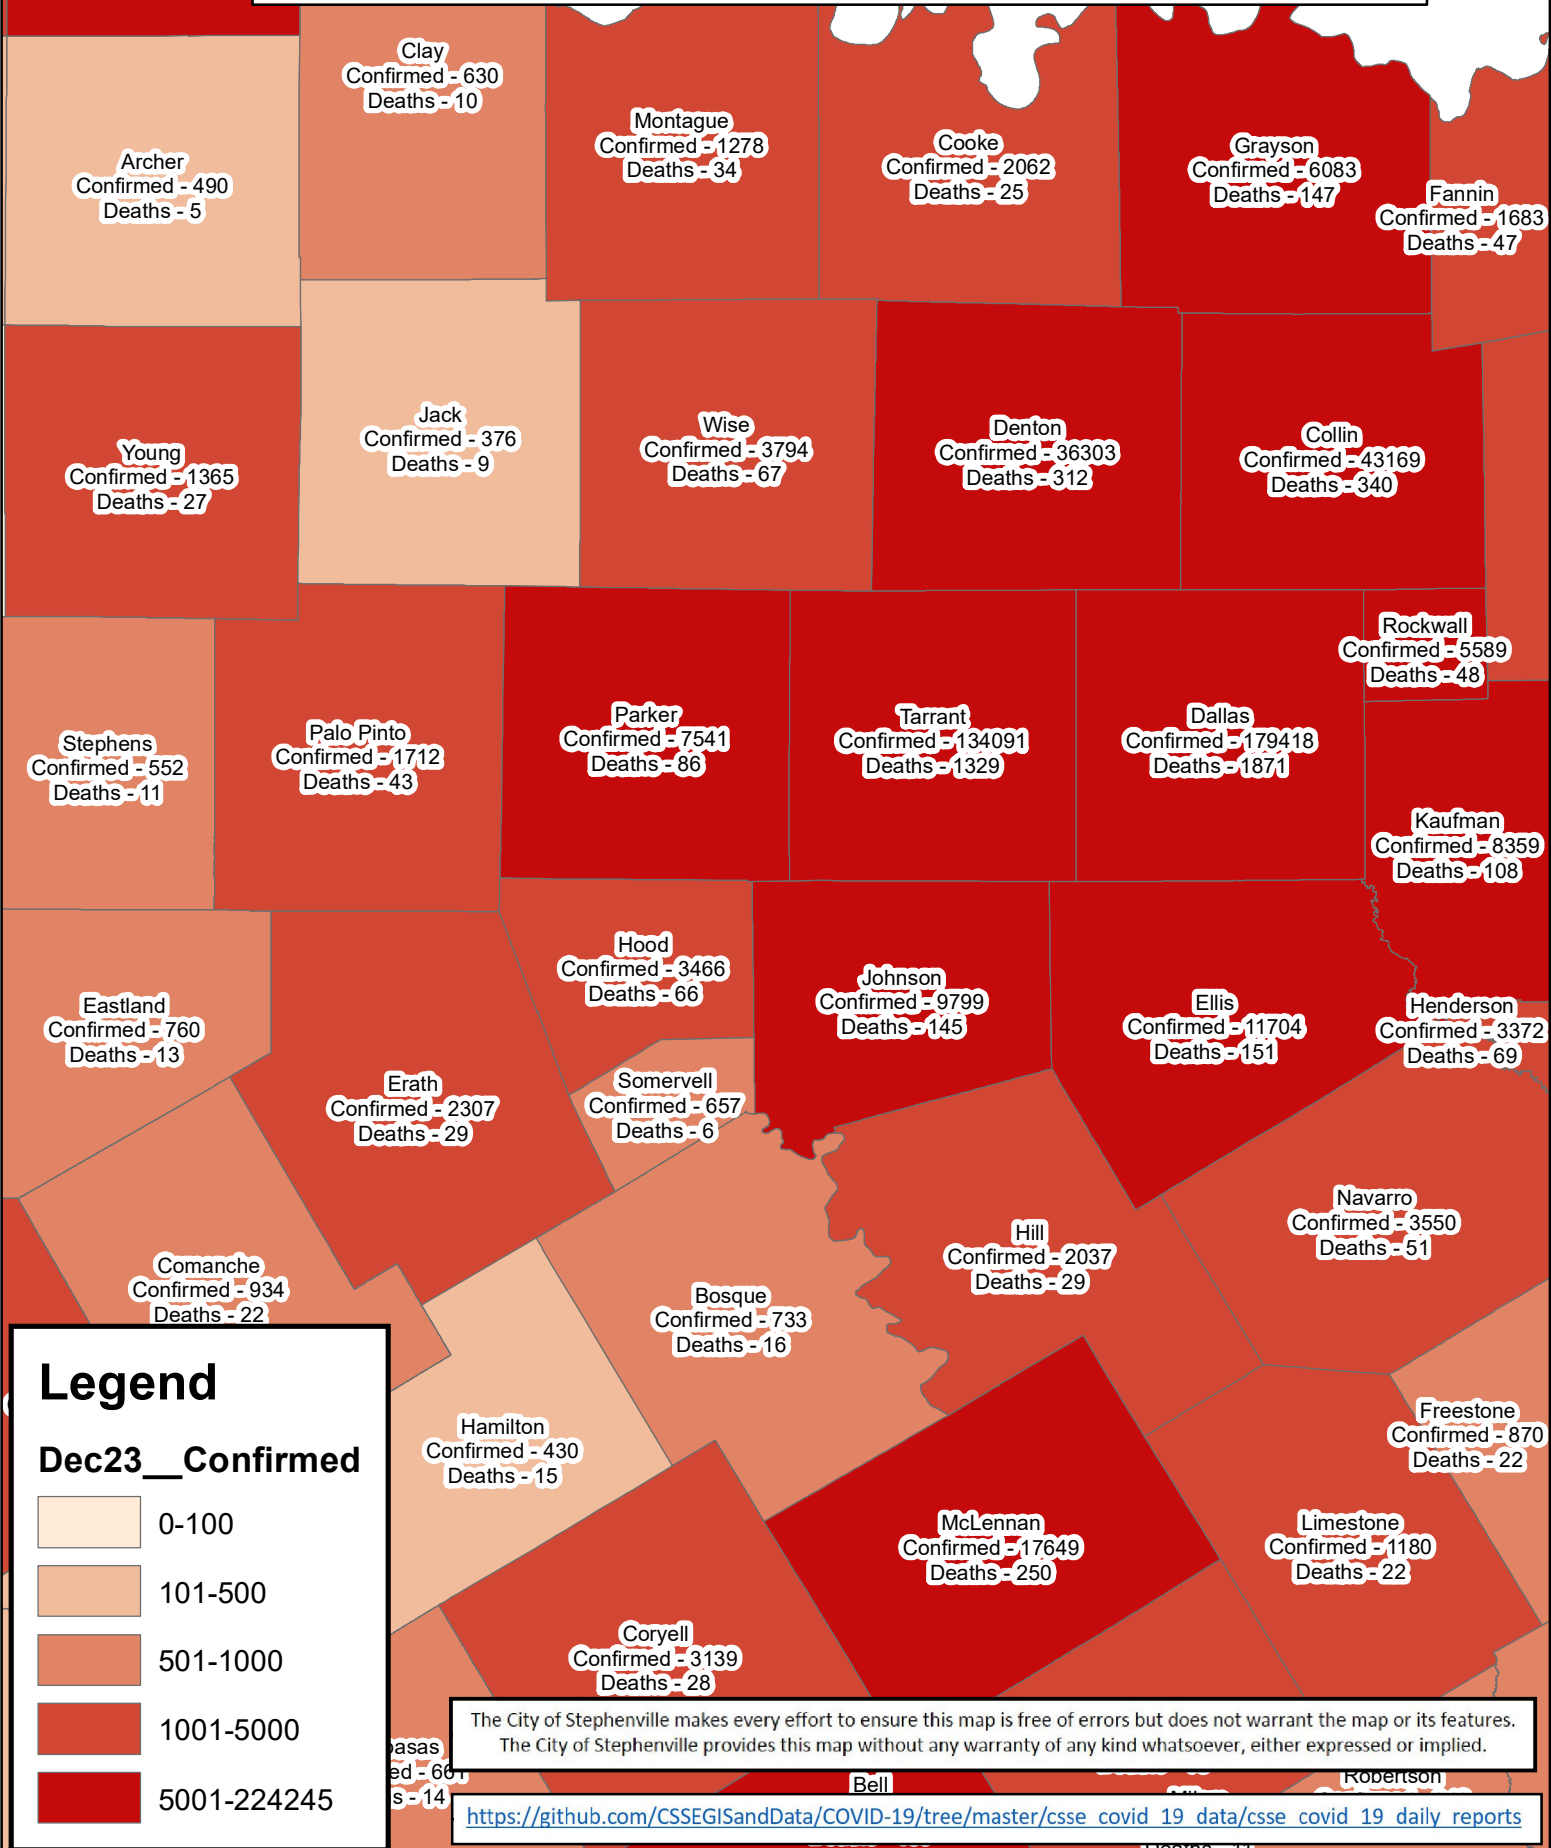 Clay
Confirmed - 630
Deaths - 10
Montague
Confirmed - 1278
Deaths - 34
Cooke
Confirmed - 2062
Deaths - 25
Grayson
Confirmed - 6083
Deaths - 147
Archer
Confirmed - 490
Deaths - 5
Fannin
Confirmed - 1683
Deaths - 47
Young
Confirmed - 1365
Deaths - 27
Jack
Confirmed - 376
Deaths - 9
Wise
Confirmed - 3794
Deaths - 67
Denton
Confirmed - 36303
Deaths - 312
Collin
Confirmed - 43169
Deaths - 340
Rockwall
Confirmed - 5589
Deaths - 48
Stephens
Confirmed - 552
Deaths - 11
Palo Pinto
Confirmed - 1712
Deaths - 43
Parker
Confirmed - 7541
Deaths - 86
Tarrant
Confirmed - 134091
Deaths - 1329
Dallas
Confirmed - 179418
Deaths - 1871
Kaufman
Confirmed - 8359
Deaths - 108
Eastland
Confirmed - 760
Deaths - 13
Hood
Confirmed - 3466
Deaths - 66
Johnson
Confirmed - 9799
Deaths - 145
Ellis
Confirmed - 11704
Deaths - 151
Henderson
Confirmed - 3372
Deaths - 69
Erath
Confirmed - 2307
Deaths - 29
Somervell
Confirmed - 657
Deaths - 6
Comanche
Confirmed - 934
Deaths - 22
Bosque
Confirmed - 733
Deaths - 16
Hill
Confirmed - 2037
Deaths - 29
Navarro
Confirmed - 3550
Deaths - 51
Hamilton
Confirmed - 430
Deaths - 15
Freestone
Confirmed - 870
Deaths - 22
McLennan
Confirmed - 17649
Deaths - 250
Limestone
Confirmed - 1180
Deaths - 22
Coryell
Confirmed - 3139
Deaths - 28
Legend
Dec23__Confirmed
0-100
101-500
501-1000
1001-5000
5001-224245
asas
ed - 661
s - 14
The City of Stephenville makes every effort to ensure this map is free of errors but does not warrant the map or its features.
The City of Stephenville provides this map without any warranty of any kind whatsoever, either expressed or implied.
Bell
Robertson
https://github.com/CSSEGISandData/COVID-19/tree/master/csse_covid_19_data/csse_covid_19_daily_reports